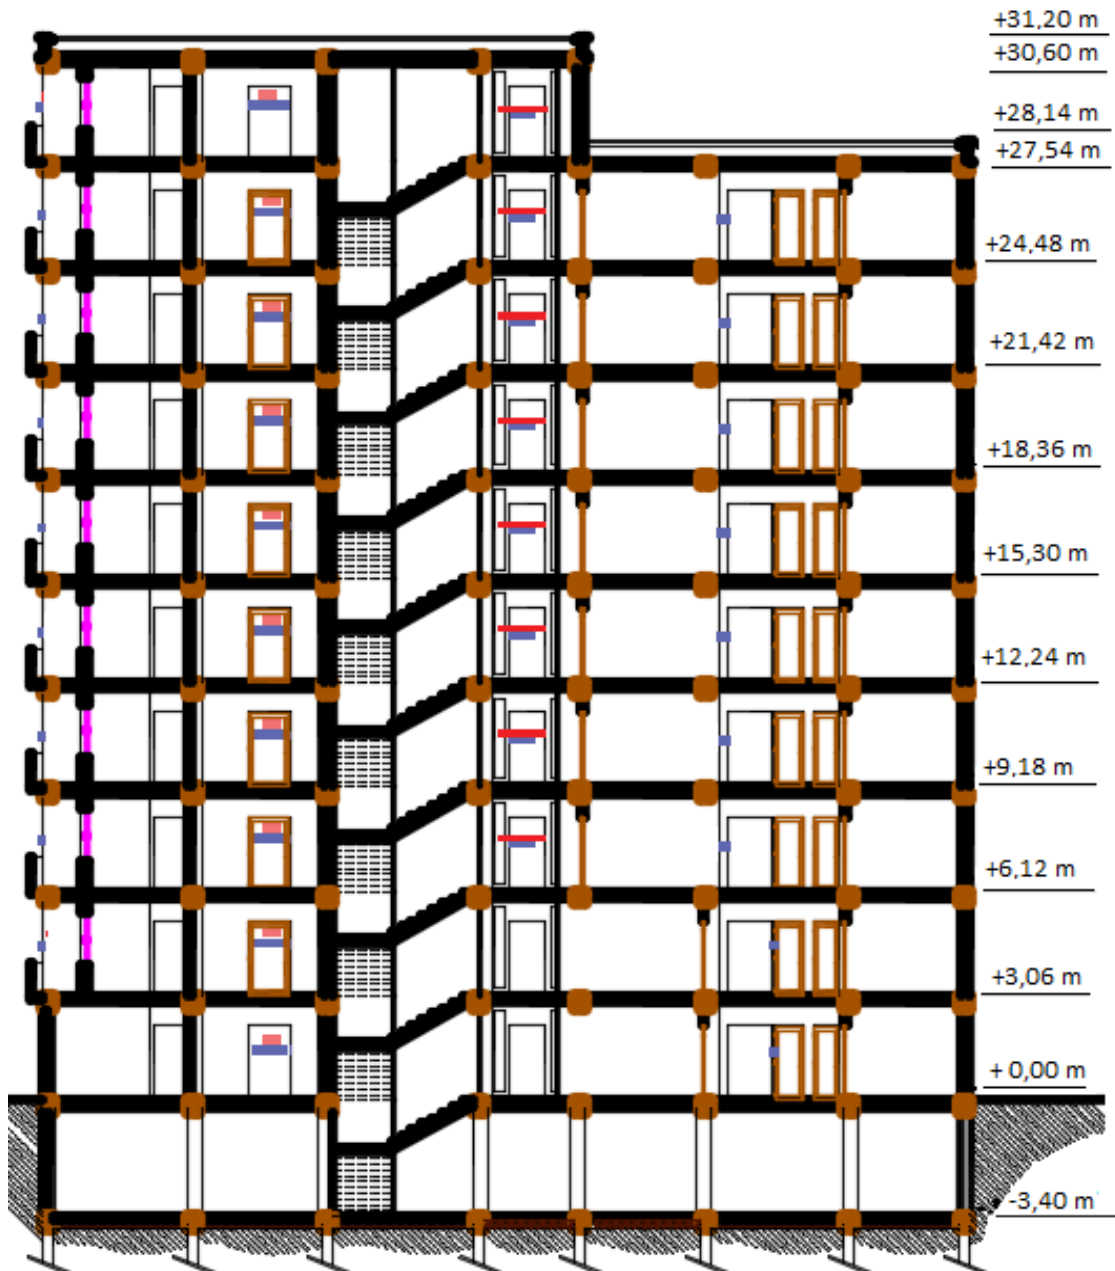 +31,20 m
+30,60 m
+28,14 m
+27,54 m
+24,48 m
+21,42 m
+18,36 m
+15,30 m
+12,24 m
+9,18 m
+6,12 m
+3,06 m
+ 0,00 m
-3,40 m